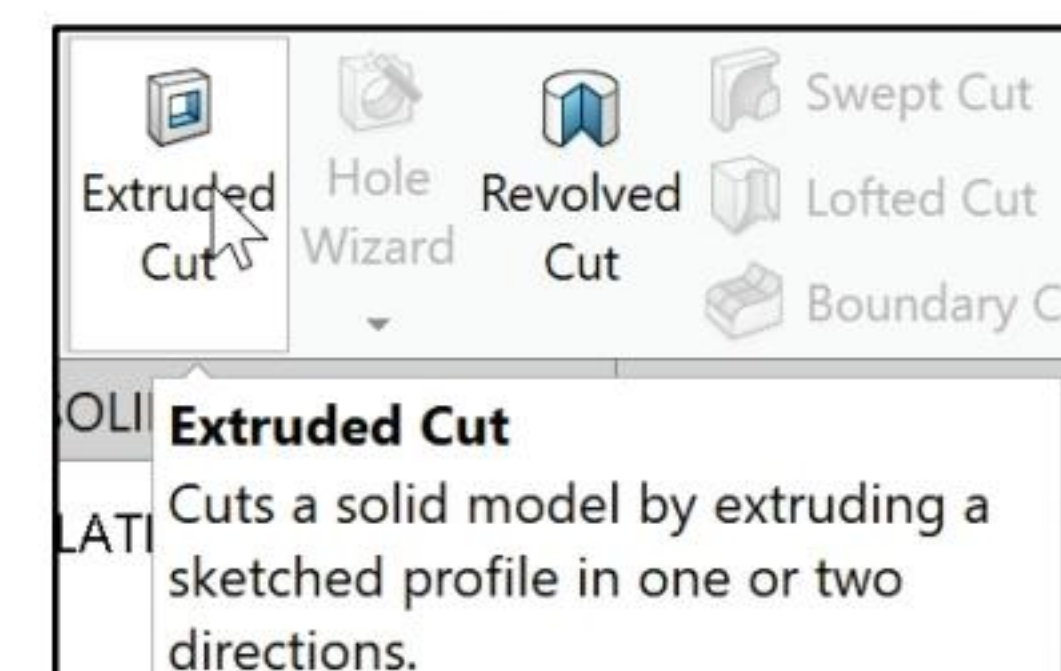 Extruded
Cut
Hole
Wizard
Revolved
Cut
Swept Cut
Lofted Cut
Boundary
Extruded Cut
Cuts a solid model by extruding a
sketched profile in one or two
directions.